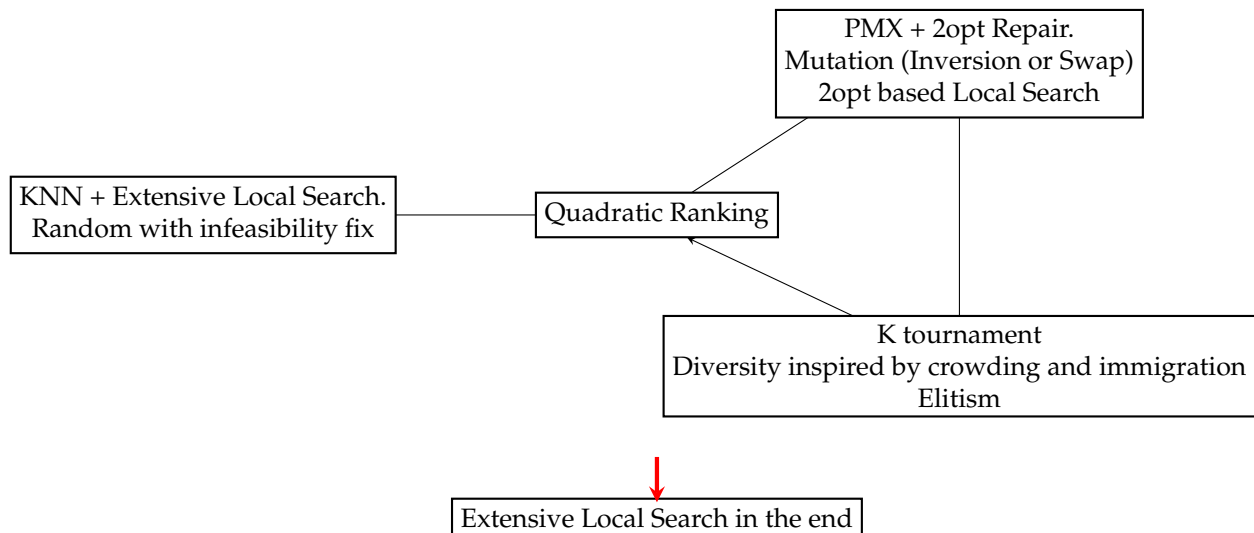 PMX + 2opt Repair.
Mutation (Inversion or Swap)
2opt based Local Search
KNN + Extensive Local Search.
Random with infeasibility fix
Quadratic Ranking
K tournament
Diversity inspired by crowding and immigration
Elitism
Extensive Local Search in the end